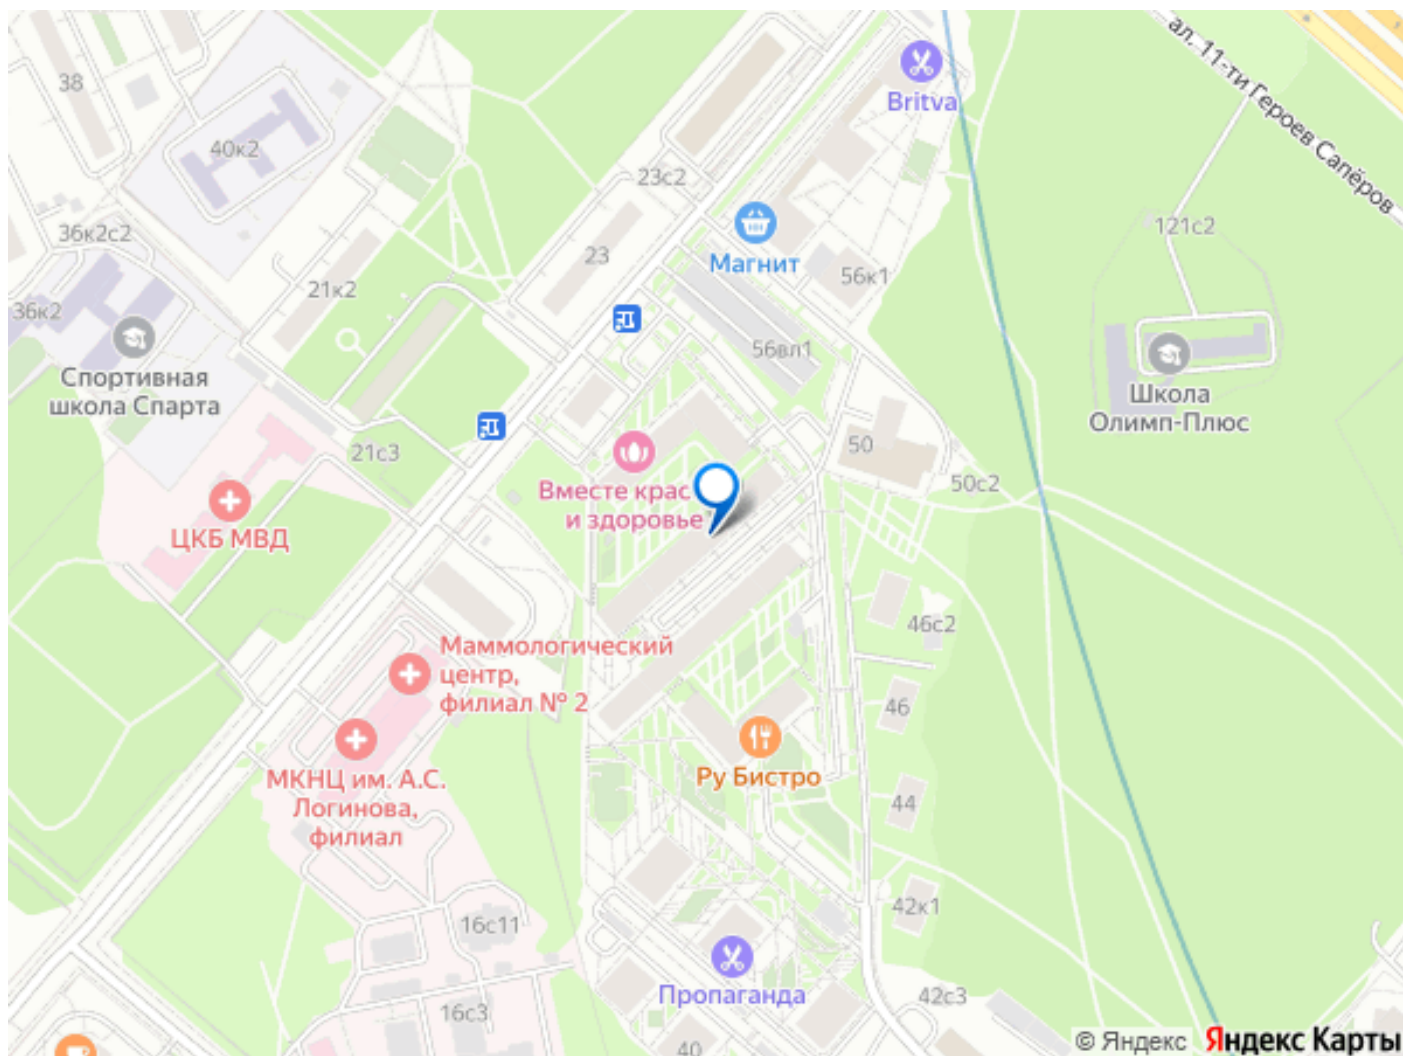 ал. 11-ти Героев Сапёров
Britva
38
40к2
23с2
36к2с2
121с2
Магнит
23
56к1
21к2
36к2
56вл1
Спортивная
школа Спарта
Школа
Олимп-Плюс
50
21с3
50с2
Вместе крас
и здоровье
ЦКБ МВД
46с2
Маммологический
центр,
филиал № 2
46
МКНЦ им. А.С.
Логинова,
филиал
Ру Бистро
44
42к1
16с11
Пропаганда
42с3
16с3
40
© Яндекс Яндекс Карты